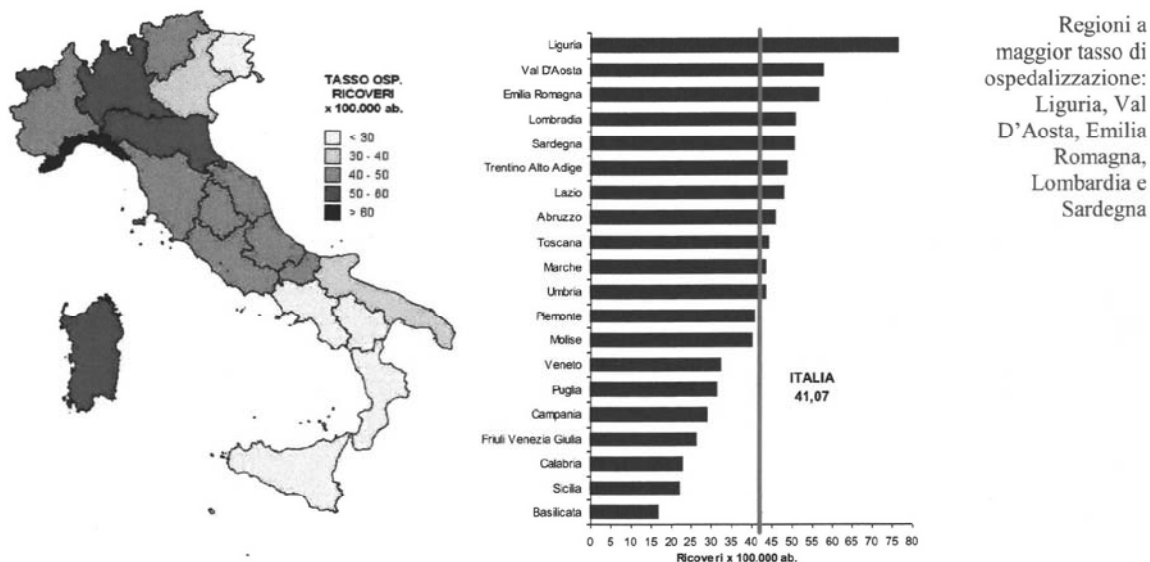 TASSO OSP.
RICOVERI
x 100.000 ab.
< 30
30 - 40
40 - 50
50 - 60
> 60
Liguria
Val D'Aosta
Emilia Romagna
Lombradia
Sardegna
Trentino Alto Adige
Lazio
Abruzzo
Toscana
Marche
Umbria
Piemonte
Molise
Veneto
Puglia
Campania
Friuli Venezia Giulia
Calabria
Sicilia
Basilicata
ITALIA
41,07
0 5 10 15 20 25 30 35 40 45 50 55 60 65 70 75 80
Ricoveri x 100.000 ab.
Regioni a
maggior tasso di
ospedalizzazione:
Liguria, Val
D'Aosta, Emilia
Romagna,
Lombardia e
Sardegna